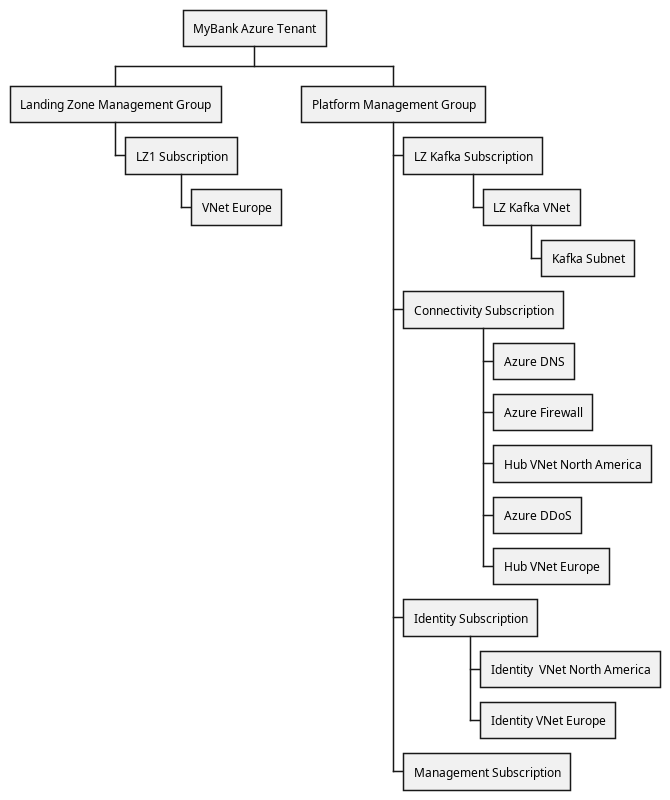 MyBank Azure Tenant
Landing Zone Management Group
Platform Management Group
LZ1 Subscription
LZ Kafka Subscription
VNet Europe
LZ Kafka VNet
Kafka Subnet
Connectivity Subscription
Azure DNS
Azure Firewall
Hub VNet North America
Azure DDoS
Hub VNet Europe
Identity Subscription
Identity  VNet North America
Identity VNet Europe
Management Subscription